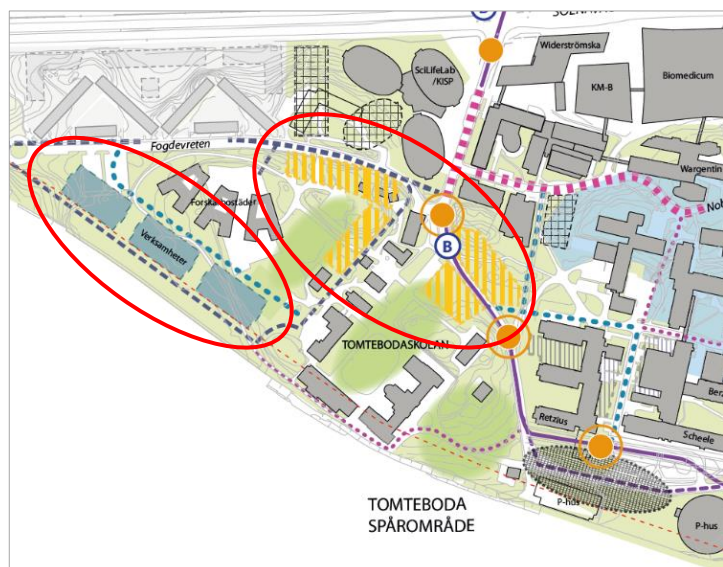 B
SciLifeLab
/KISP
Widerströmska
KM-B
Biomedicum
Fogdevreten
Wargentin
Forskarbostäder
Verksamheter
B
TOMTEBODASKOLAN
Retzius
Scheele
P-hus
P-hus
TOMTEBODA
SPÅROMRÅDE